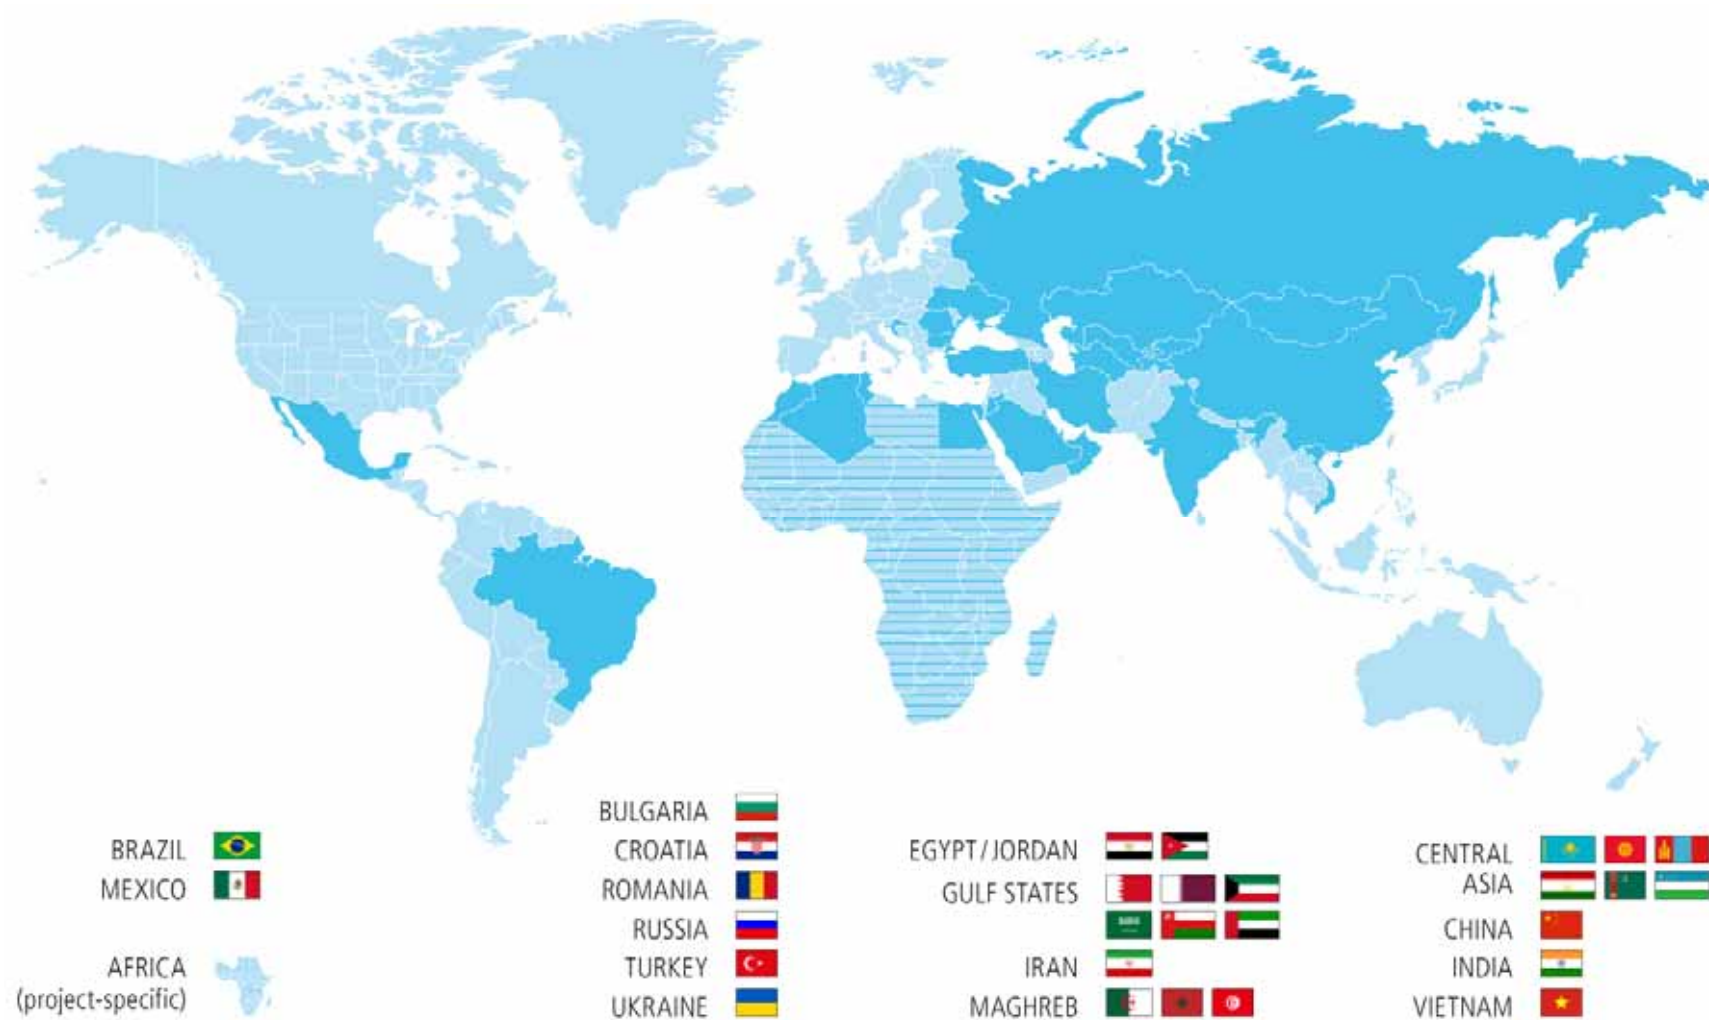 BRAZIL
MEXICO
AFRICA
(project-specific)
BULGARIA
CROATIA
ROMANIA
RUSSIA
TURKEY
UKRAINE
EGYPT/JORDAN
GULF STATES
IRAN
MAGHREB
CENTRAL
ASIA
CHINA
INDIA
VIETNAM